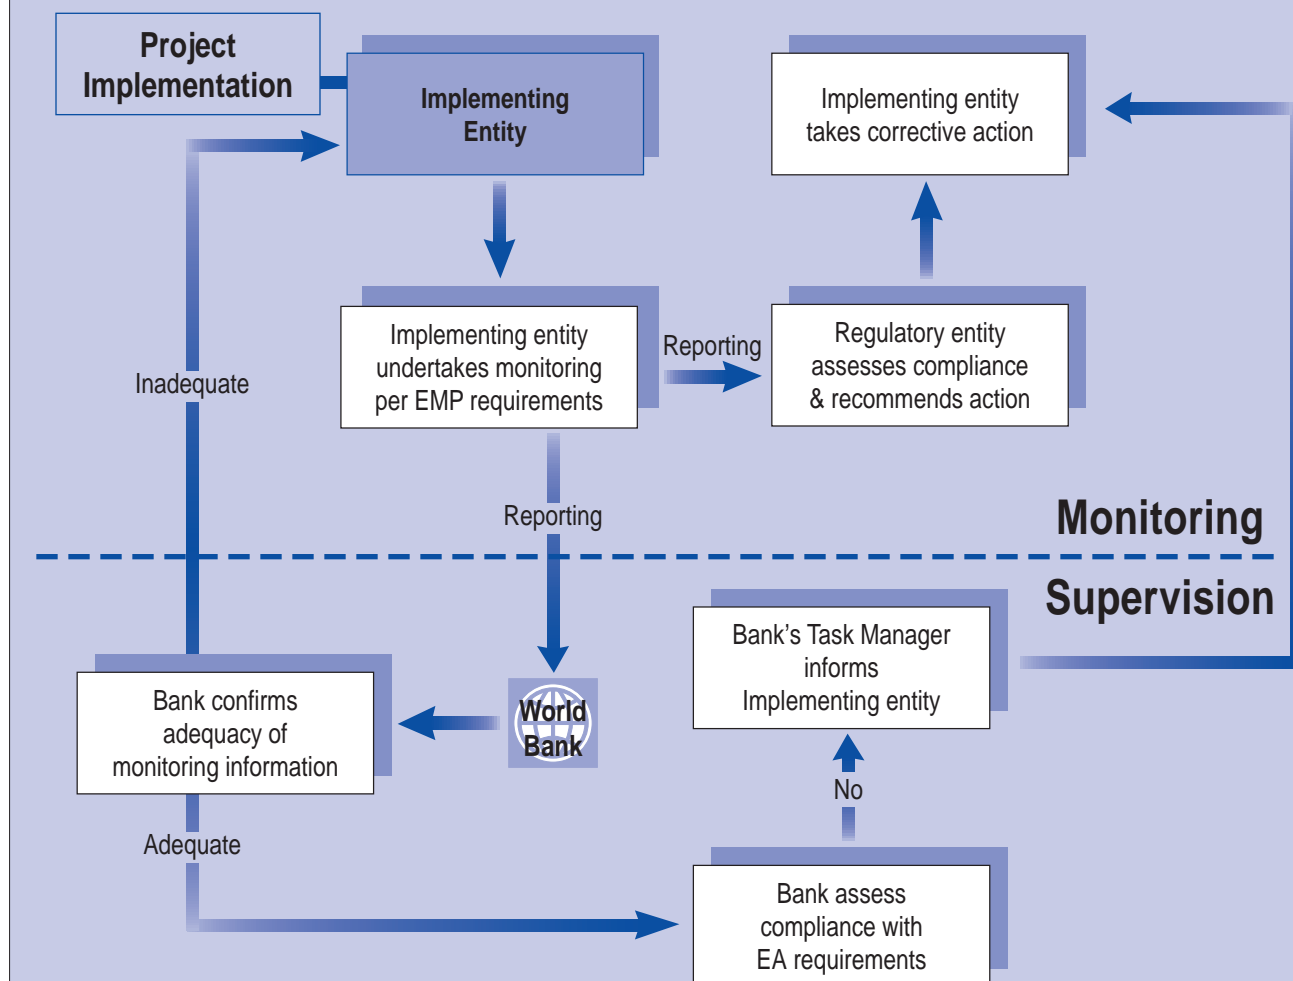 Project
Implementation
Implementing
Entity
Implementing entity
takes corrective action
Implementing entity
undertakes monitoring
per EMP requirements
Reporting
Regulatory entity
assesses compliance
& recommends action
Inadequate
Reporting
Monitoring
Supervision
Bank’s Task Manager
informs
Implementing entity
Bank confirms
adequacy of
monitoring information
World
Bank
No
Adequate
Bank assess
compliance with
EA requirements